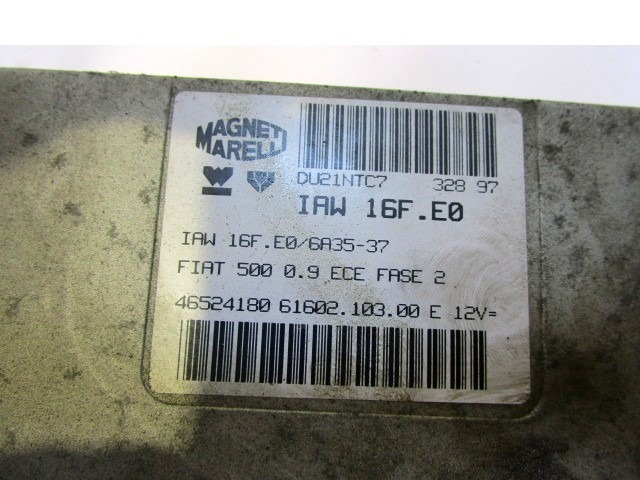 MAGNETI
MARELLI
DU21NTC7 328 97
IAW 16F.E0
IAW 16F.E0/6A35-37
FIAT 500 0.9 ECE FASE 2
46524180 61602.103.00 E 12V=